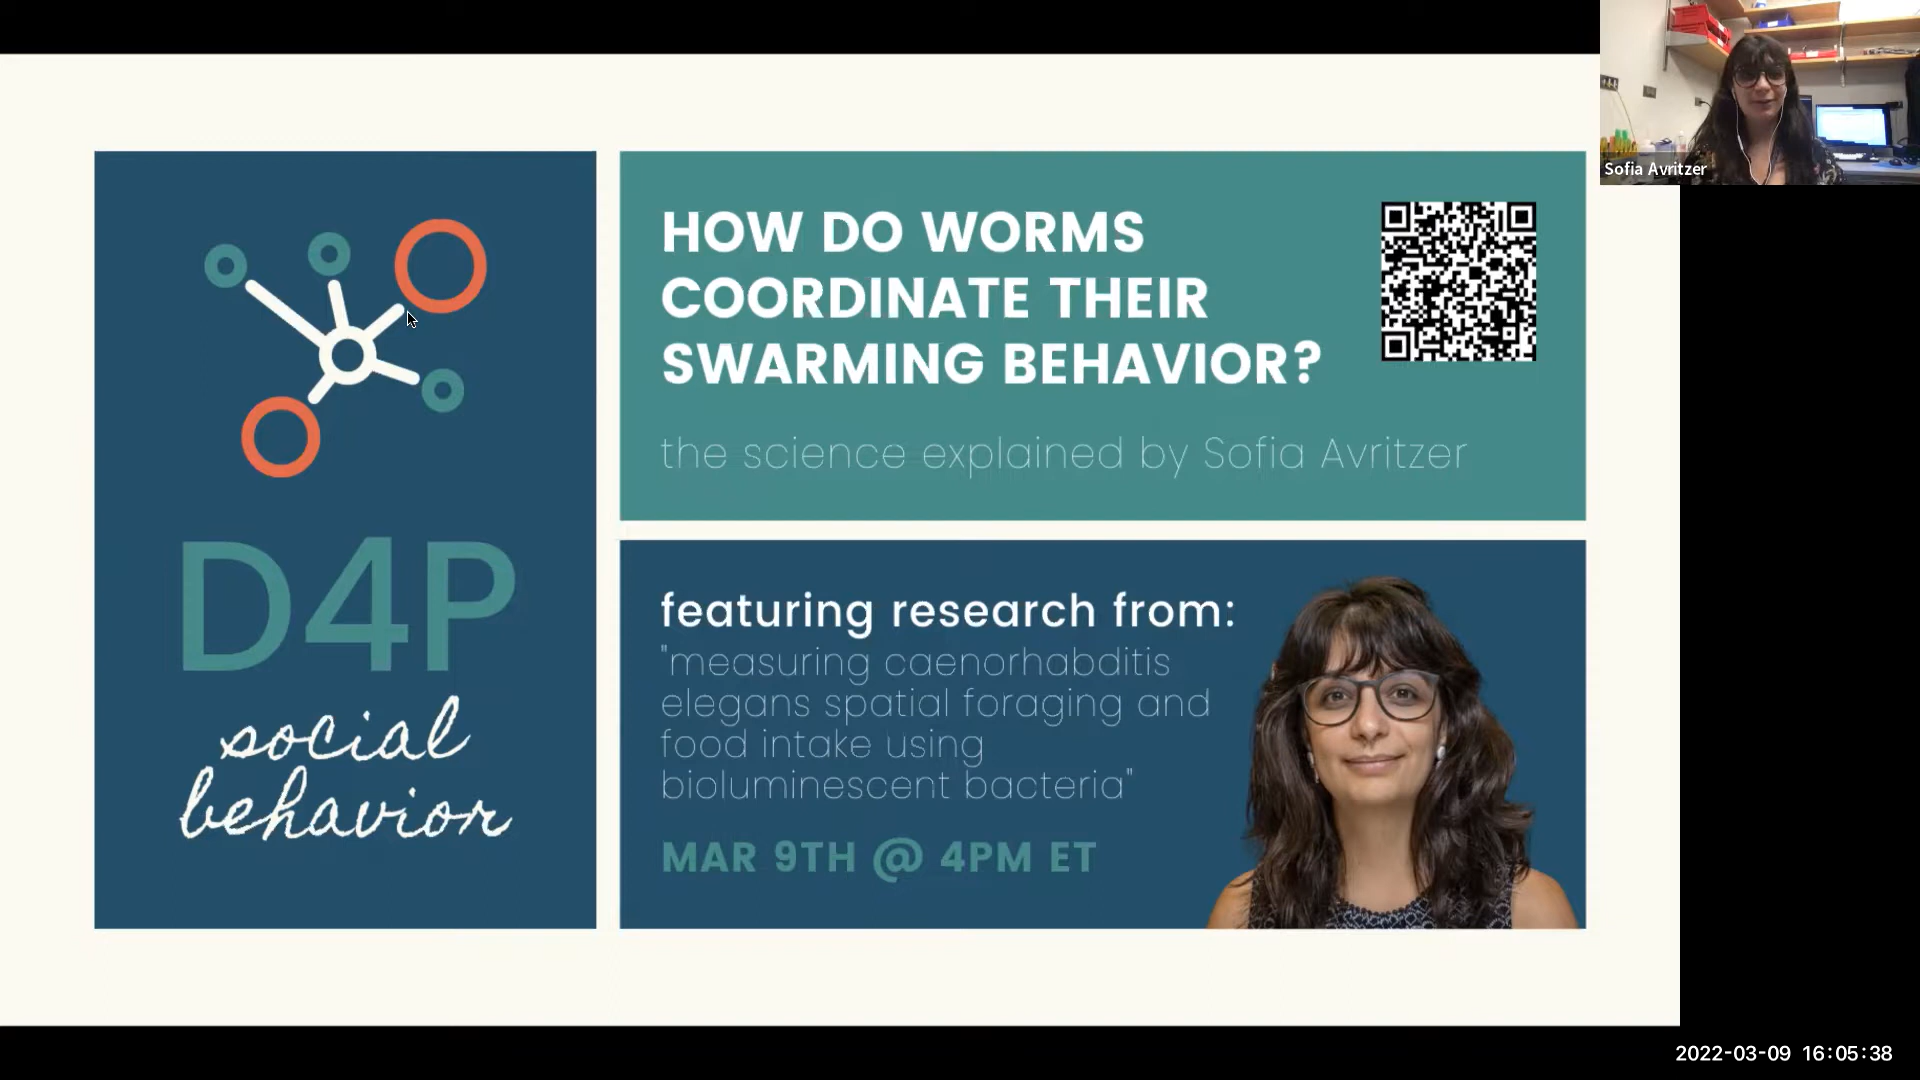 Sofia Avritzer
HOW DO WORMS
COORDINATE THEIR
SWARMING BEHAVIOR?
the science explained by Sofia Avritzer
D4P
social
behavior
featuring research from:
"measuring caenorhabditis
elegans spatial foraging and
food intake using
bioluminescent bacteria"
MAR 9TH @ 4PM ET
2022-03-09 16:05:38